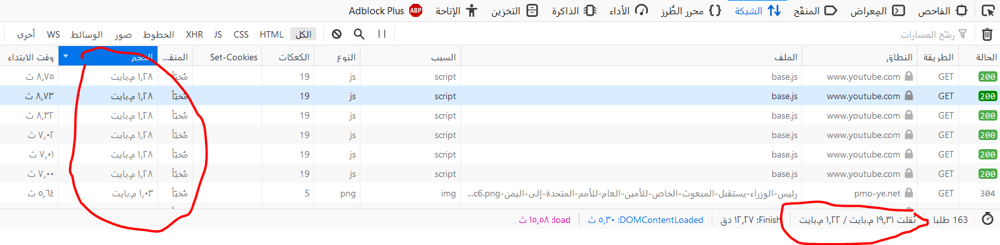 الفاحص المِعراض المنقّح الشبكة محرر الطُرز الأداء الذاكرة التخزين الإتاحة Adblock Plus
رشّح المسارات الكل HTML CSS JS XHR الخطوط صور الوسائط WS أخرى
الحالة الطريقة النطاق الملف السبب النوع الكعكات Set-Cookies المنق... الحجم وقت الابتداء
200 GET www.youtube.com base.js script js 19 مُخبّأ ١٫٢٨ م.بايت ٨٫٧٥ ث
200 GET www.youtube.com base.js script js 19 مُخبّأ ١٫٢٨ م.بايت ٨٫٧٣ ث
200 GET www.youtube.com base.js script js 19 مُخبّأ ١٫٢٨ م.بايت ٨٫٣٢ ث
200 GET www.youtube.com base.js script js 19 مُخبّأ ١٫٢٨ م.بايت ٧٫٠٢ ث
200 GET www.youtube.com base.js script js 19 مُخبّأ ١٫٢٨ م.بايت ٧٫٠١ ث
200 GET www.youtube.com base.js script js 19 مُخبّأ ١٫٢٨ م.بايت ٧٫٠٠ ث
304 GET pmo-ye.net رئيس-الوزراء-يستقبل-المبعوث-الخاص-للأمين-العام-للأمم-المتحدة-إلى-اليمن-c6.png... img png 5 مُخبّأ ١٫٠٣ م.بايت ٥٫٦٤ ث
163 طلبا نُقلت ١٩٫٣١ م.بايت / ١٫٢٢ م.بايت Finish: ١٢٫٢٧ دق DOMContentLoaded: ٥٫٣٠ ث load: ١٥٫٥٨ ث